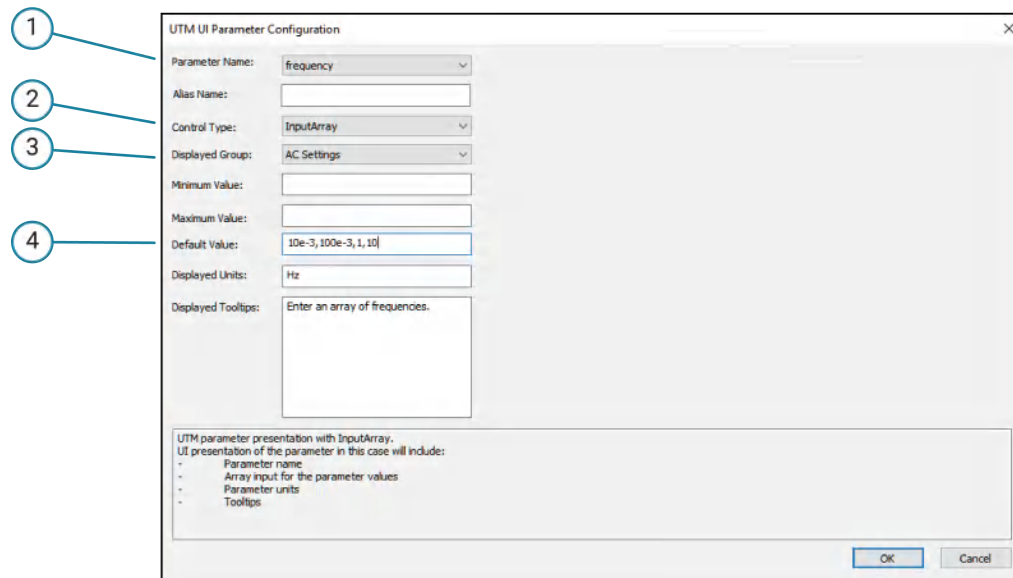 1
UTM UI Parameter Configuration
Parameter Name: frequency
Alias Name:
2
Control Type: InputArray
3
Displayed Group: AC Settings
Minimum Value:
Maximum Value:
4
Default Value: 10e-3,100e-3,1,10
Displayed Units: Hz
Displayed Tooltips: Enter an array of frequencies.
UTM parameter presentation with InputArray.
UI presentation of the parameter in this case will include:
- Parameter name
- Array input for the parameter values
- Parameter units
- Tooltips
OK Cancel